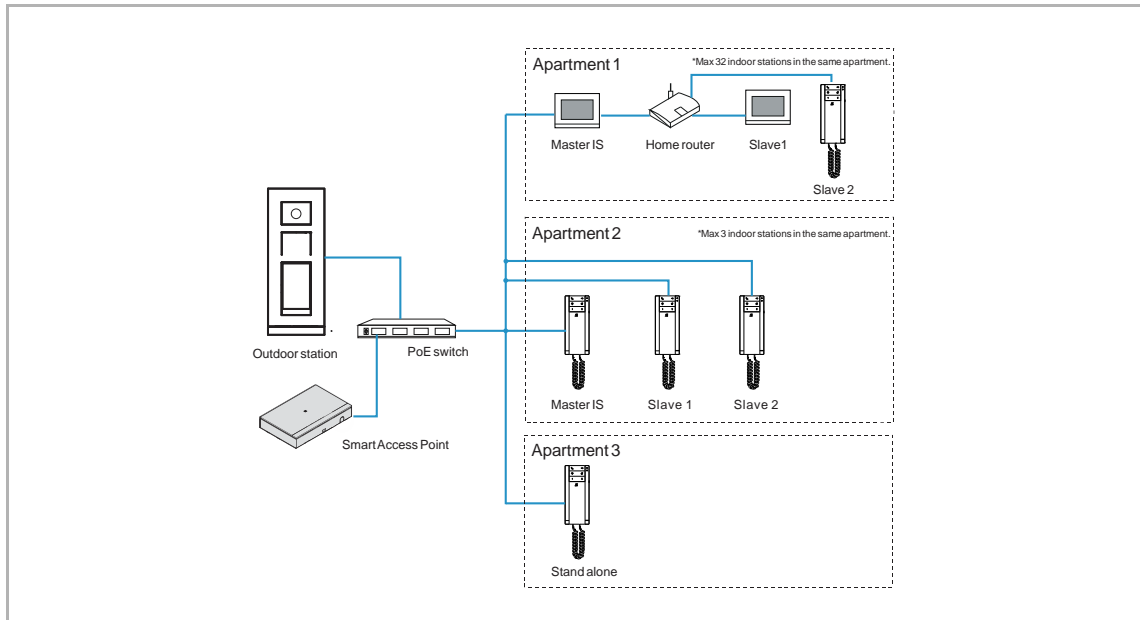 Apartment 1
*Max 32 indoor stations in the same apartment.
Master IS
Home router
Slave1
Slave 2
Apartment 2
*Max 3 indoor stations in the same apartment.
Outdoor station
PoE switch
Master IS
Slave 1
Slave 2
Smart Access Point
Apartment 3
Stand alone